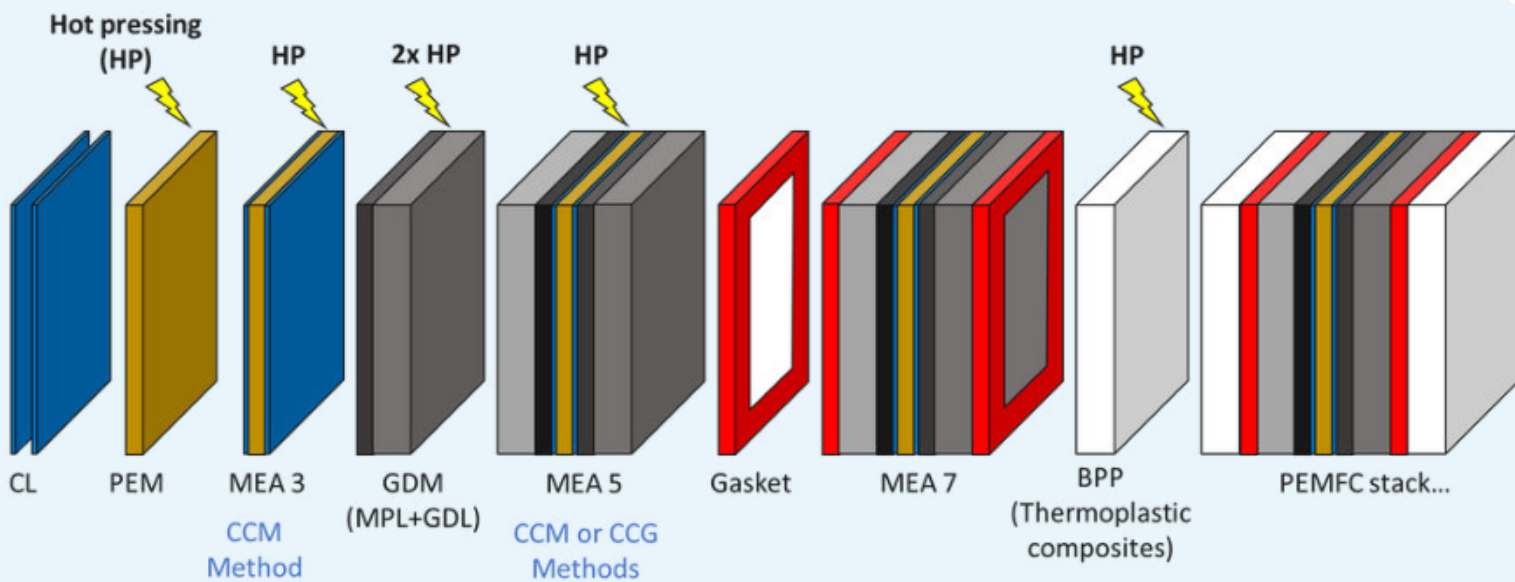 Hot pressing
(HP)
HP
2x HP
HP
HP
CL
PEM
MEA 3
GDM
(MPL+GDL)
MEA 5
Gasket
MEA 7
BPP
(Thermoplastic
composites)
PEMFC stack...
CCM
Method
CCM or CCG
Methods